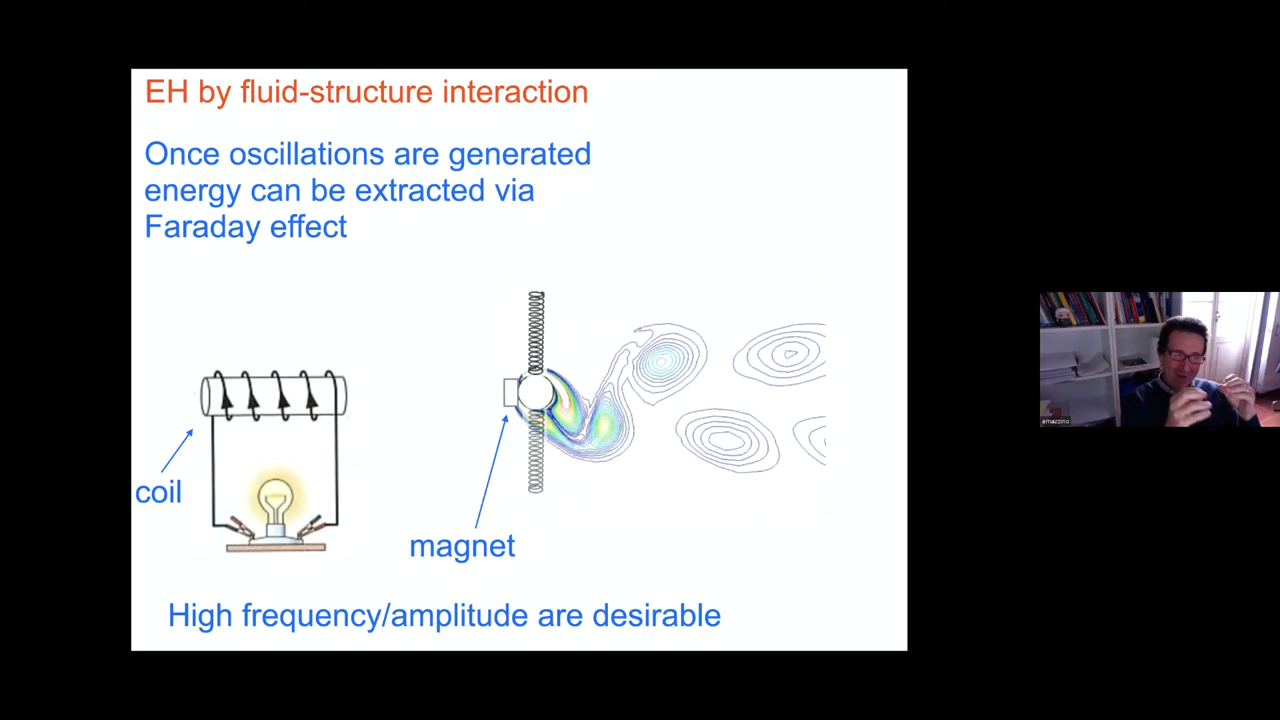 EH by fluid-structure interaction
Once oscillations are generated
energy can be extracted via
Faraday effect
coil
magnet
High frequency/amplitude are desirable
amazzino